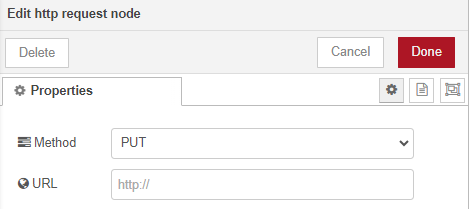 Edit http request node
Delete
Cancel
Done
Properties
Method
PUT
URL
http://